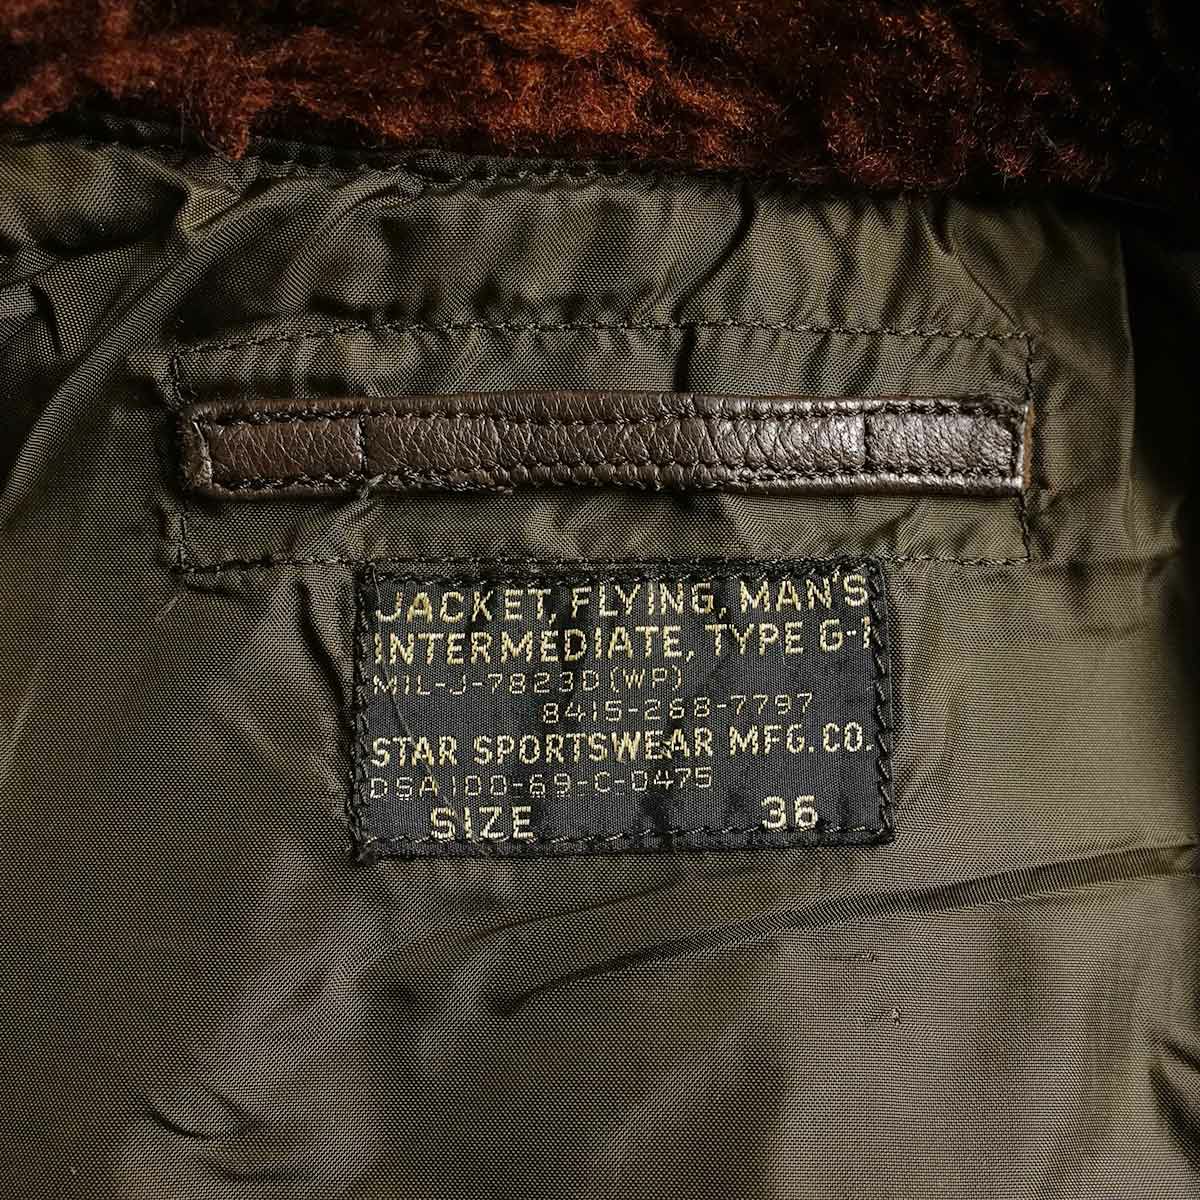 JACKET, FLYING, MAN'S
INTERMEDIATE, TYPE G-1
MIL-J-7823D(WP)
8415-268-7797
STAR SPORTSWEAR MFG. CO.
DSA100-69-C-0475
SIZE 36